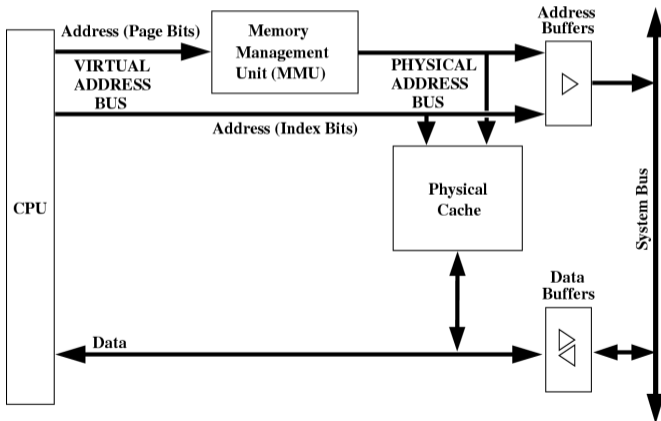 Address (Page Bits)
Memory
Management
Unit (MMU)
Address
Buffers
VIRTUAL
ADDRESS
BUS
PHYSICAL
ADDRESS
BUS
Address (Index Bits)
CPU
Physical
Cache
System Bus
Data
Buffers
Data